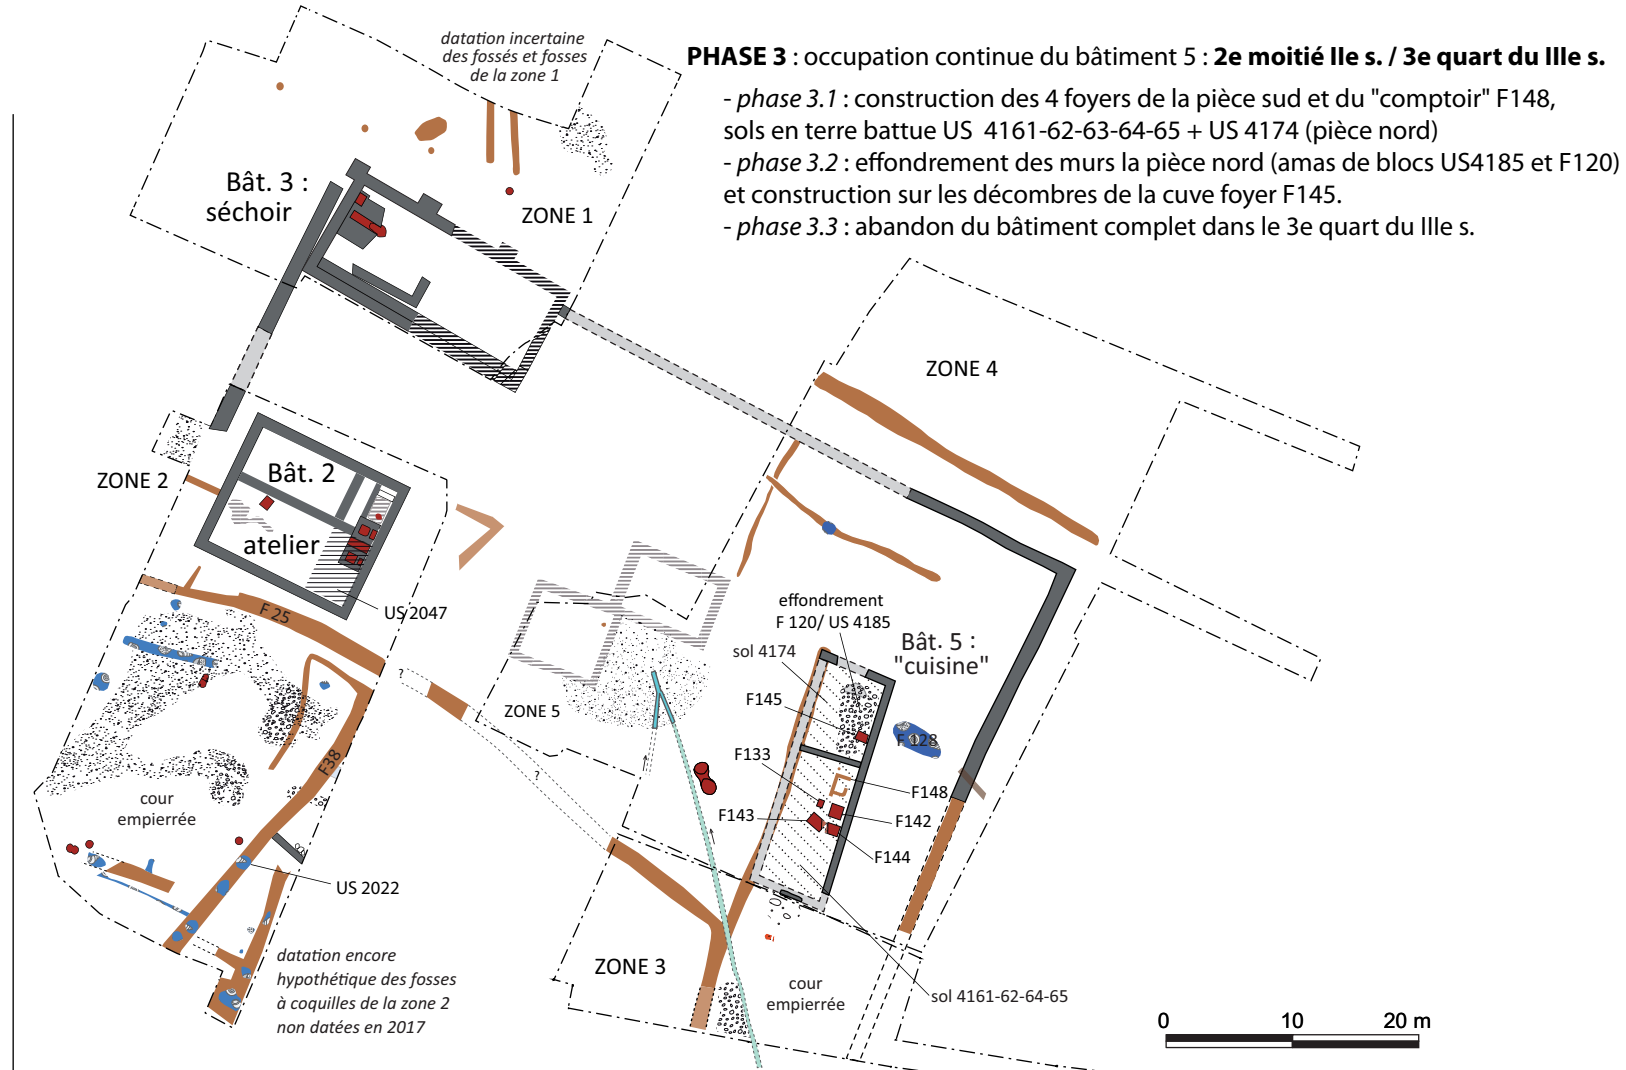 PHASE 3 : occupation continue du bâtiment 5 : 2e moitié IIe s. / 3e quart du IIIe s.
- phase 3.1 : construction des 4 foyers de la pièce sud et du "comptoir" F148,
sols en terre battue US 4161-62-63-64-65 + US 4174 (pièce nord)
- phase 3.2 : effondrement des murs la pièce nord (amas de blocs US4185 et F120)
et construction sur les décombres de la cuve foyer F145.
- phase 3.3 : abandon du bâtiment complet dans le 3e quart du IIIe s.
datation incertaine
des fossés et fosses
de la zone 1
Bât. 3 :
séchoir
ZONE 1
ZONE 4
ZONE 2
Bât. 2
atelier
US 2047
F 25
effondrement
F 120/ US 4185
Bât. 5 :
"cuisine"
sol 4174
F145
ZONE 5
F 128
F133
F148
F143
F142
F144
?
?
F38
cour
empierrée
US 2022
datation encore
hypothétique des fosses
à coquilles de la zone 2
non datées en 2017
ZONE 3
cour
empierrée
sol 4161-62-64-65
0 10 20 m